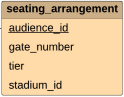 seating_arrangement
audience_id
gate_number
tier
stadium_id